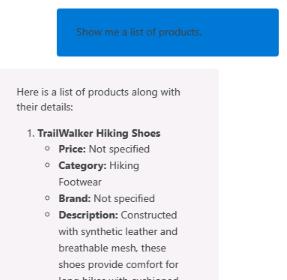 Show me a list of products.
Here is a list of products along with
their details:
1. TrailWalker Hiking Shoes
○ Price: Not specified
○ Category: Hiking
Footwear
○ Brand: Not specified
○ Description: Constructed
with synthetic leather and
breathable mesh, these
shoes provide comfort for